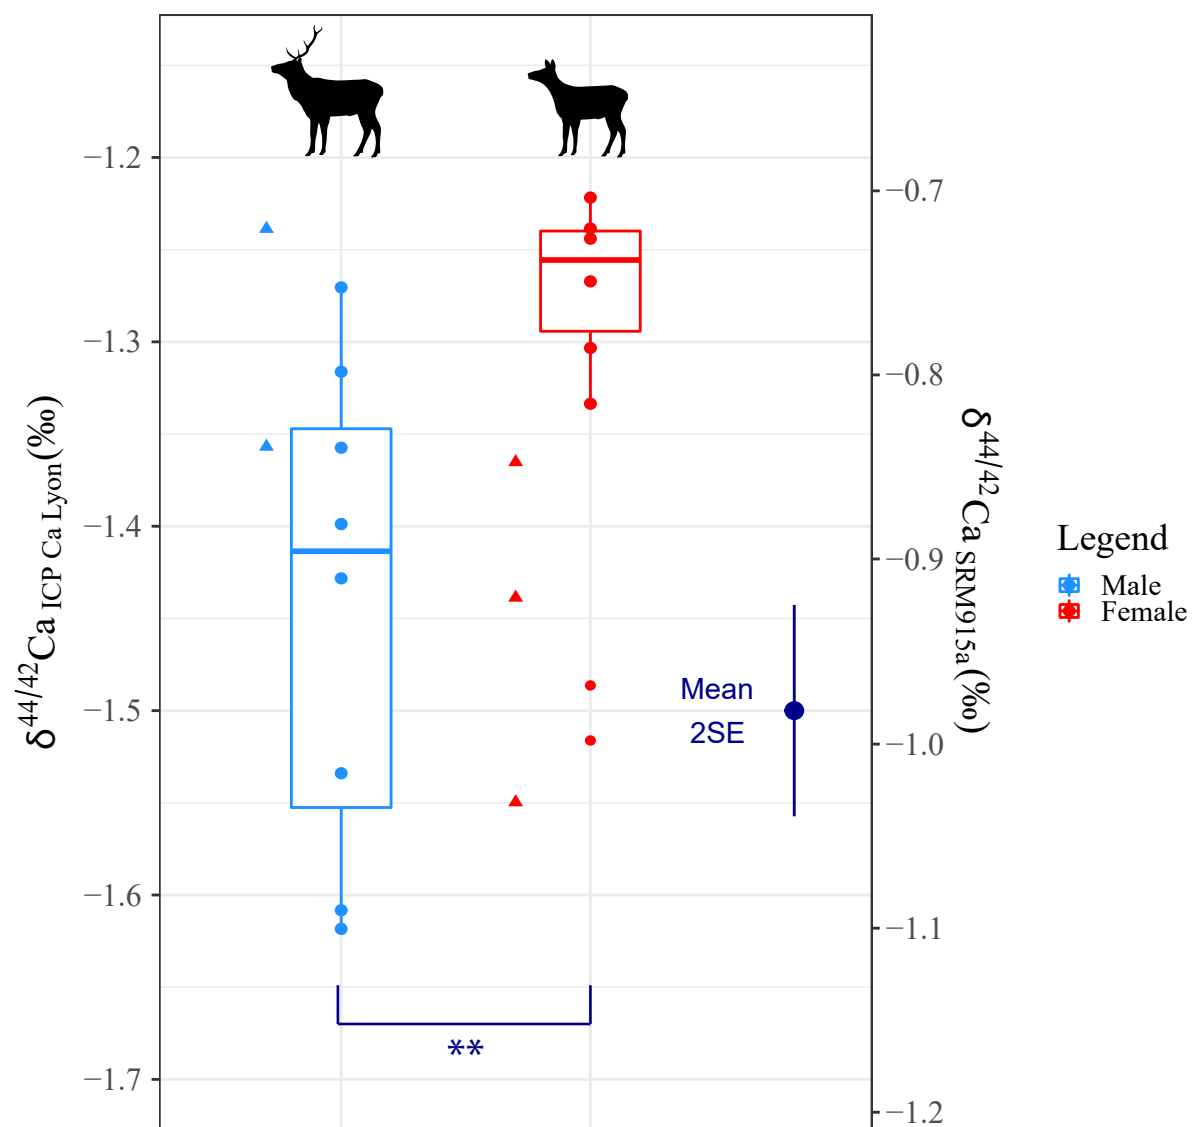 −1.2
−1.3
−1.4
−1.5
−1.6
−1.7
δ44/42Ca ICP Ca Lyon(‰)
Mean
2SE
**
−0.7
−0.8
−0.9
−1.0
−1.1
−1.2
δ44/42Ca SRM915a(‰)
Legend
Male
Female